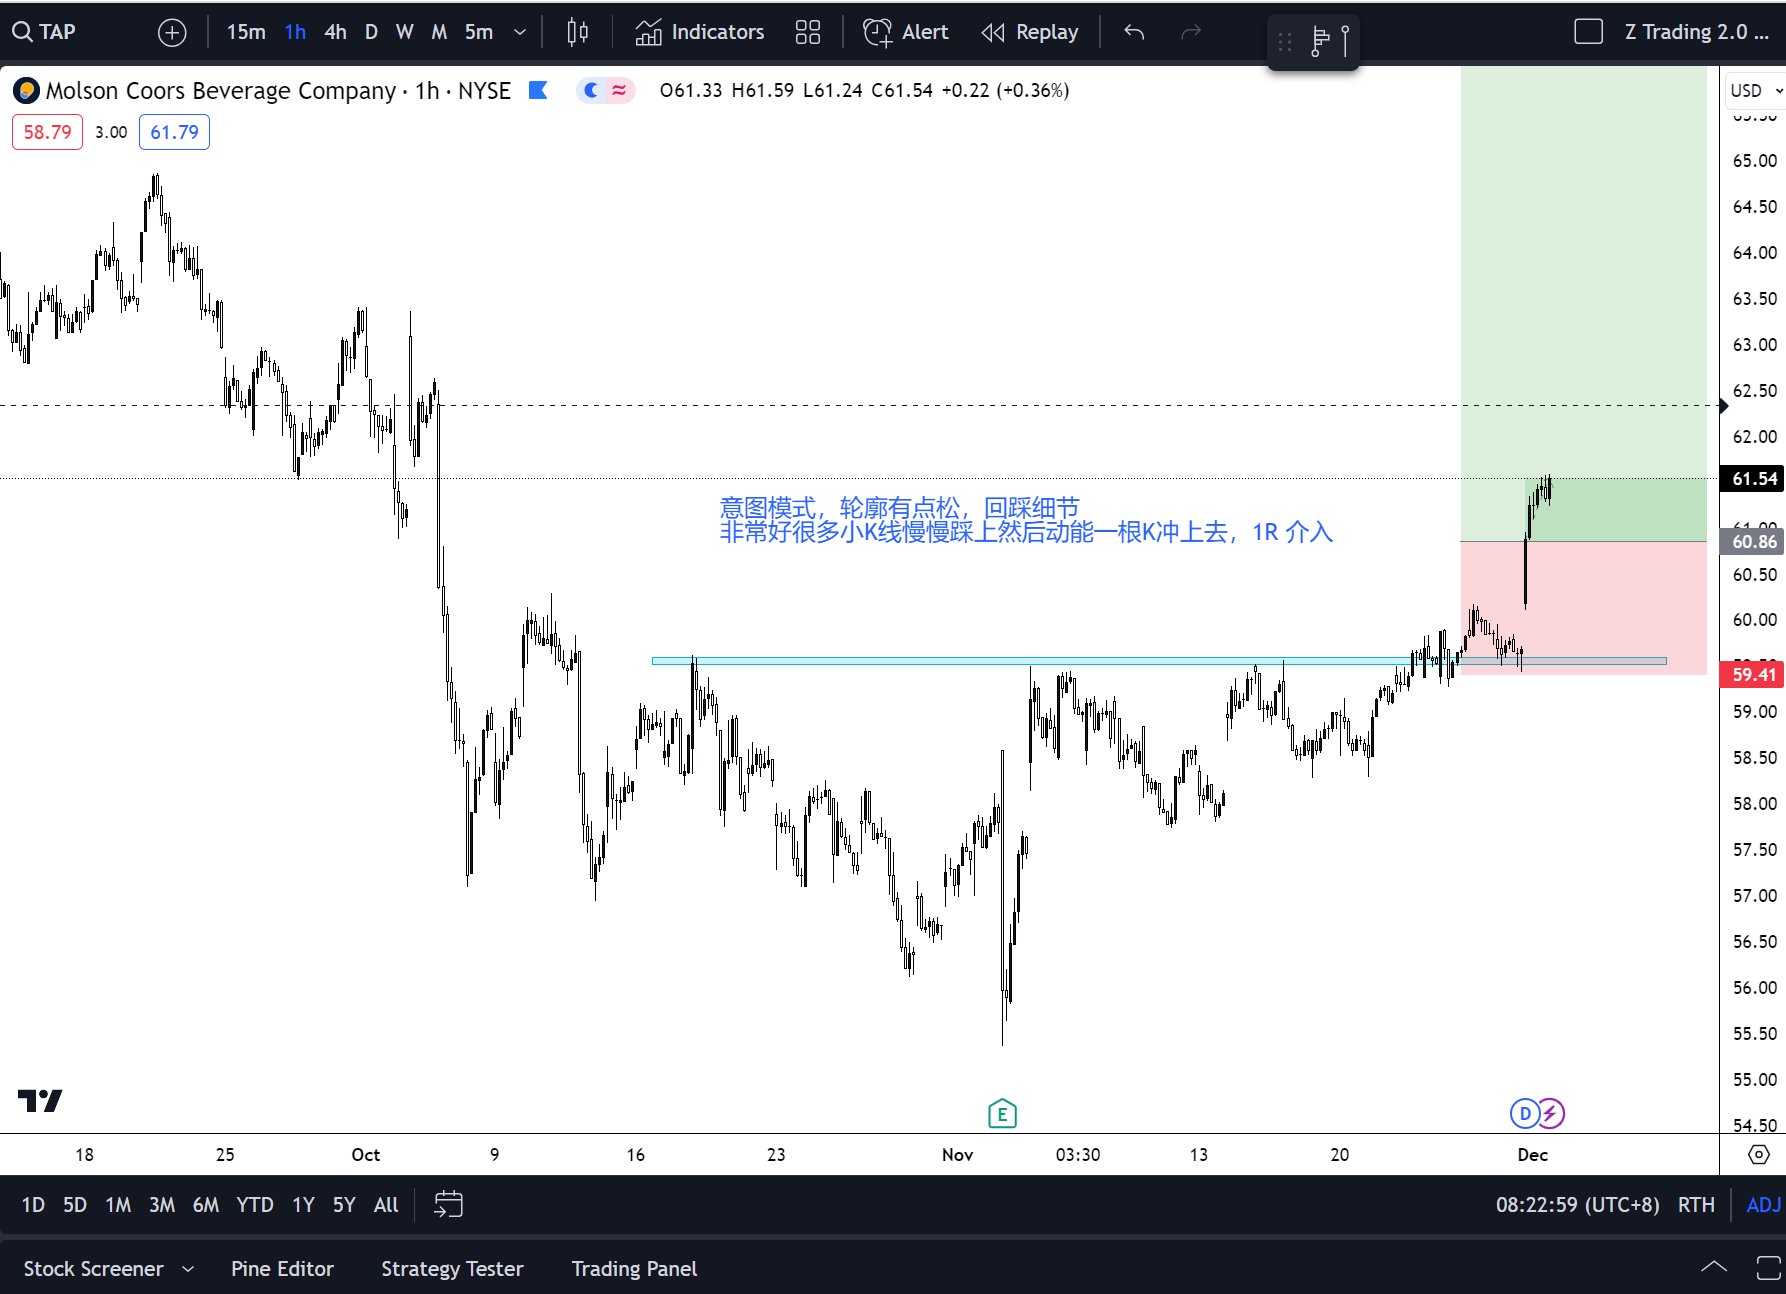 TAP 15m 1h 4h D W M 5m Indicators Alert Replay Z Trading 2.0 ...
Molson Coors Beverage Company · 1h · NYSE O61.33 H61.59 L61.24 C61.54 +0.22 (+0.36%)
USD
58.79 3.00 61.79
65.00
64.50
64.00
63.50
63.00
62.50
62.00
61.54
意图模式，轮廓有点松，回踩细节
非常好很多小K线慢慢踩上然后动能一根K冲上去，1R 介入
60.86
60.50
60.00
59.41
59.00
58.50
58.00
57.50
57.00
56.50
56.00
55.50
55.00
E D
54.50
18 25 Oct 9 16 23 Nov 03:30 13 20 Dec
1D 5D 1M 3M 6M YTD 1Y 5Y All 08:22:59 (UTC+8) RTH ADJ
Stock Screener Pine Editor Strategy Tester Trading Panel